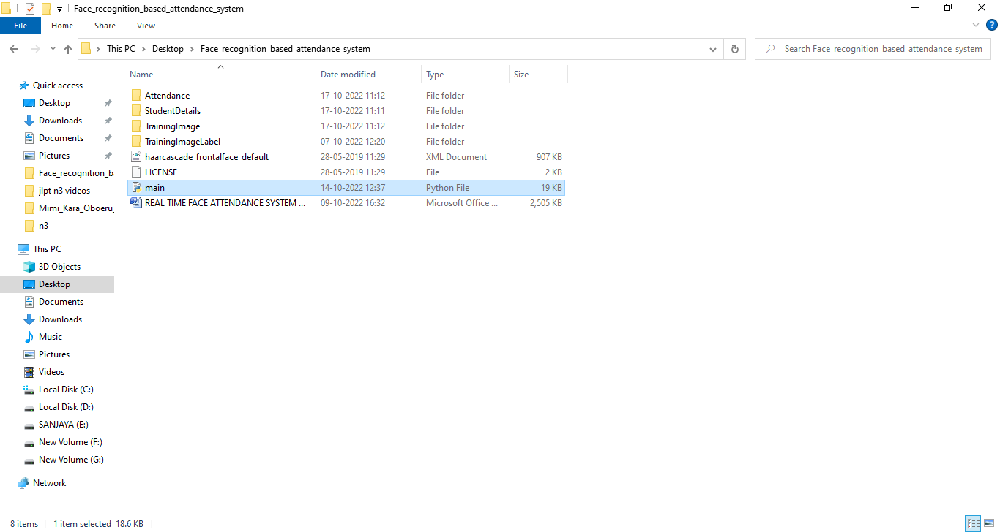 Face_recognition_based_attendance_system
File Home Share View
This PC Desktop Face_recognition_based_attendance_system
Search Face_recognition_based_attendance_system
Name Date modified Type Size
Quick access
Desktop
Downloads
Documents
Pictures
Face_recognition_b
jlpt n3 videos
Mimi_Kara_Oboeru_
n3
This PC
3D Objects
Desktop
Documents
Downloads
Music
Pictures
Videos
Local Disk (C:)
Local Disk (D:)
SANJAYA (E:)
New Volume (F:)
New Volume (G:)
Network
Attendance 17-10-2022 11:12 File folder
StudentDetails 17-10-2022 11:11 File folder
TrainingImage 17-10-2022 11:12 File folder
TrainingImageLabel 07-10-2022 12:20 File folder
haarcascade_frontalface_default 28-05-2019 11:29 XML Document 907 KB
LICENSE 28-05-2019 11:29 File 2 KB
main 14-10-2022 12:37 Python File 19 KB
REAL TIME FACE ATTENDANCE SYSTEM ... 09-10-2022 16:32 Microsoft Office ... 2,505 KB
8 items 1 item selected 18.6 KB